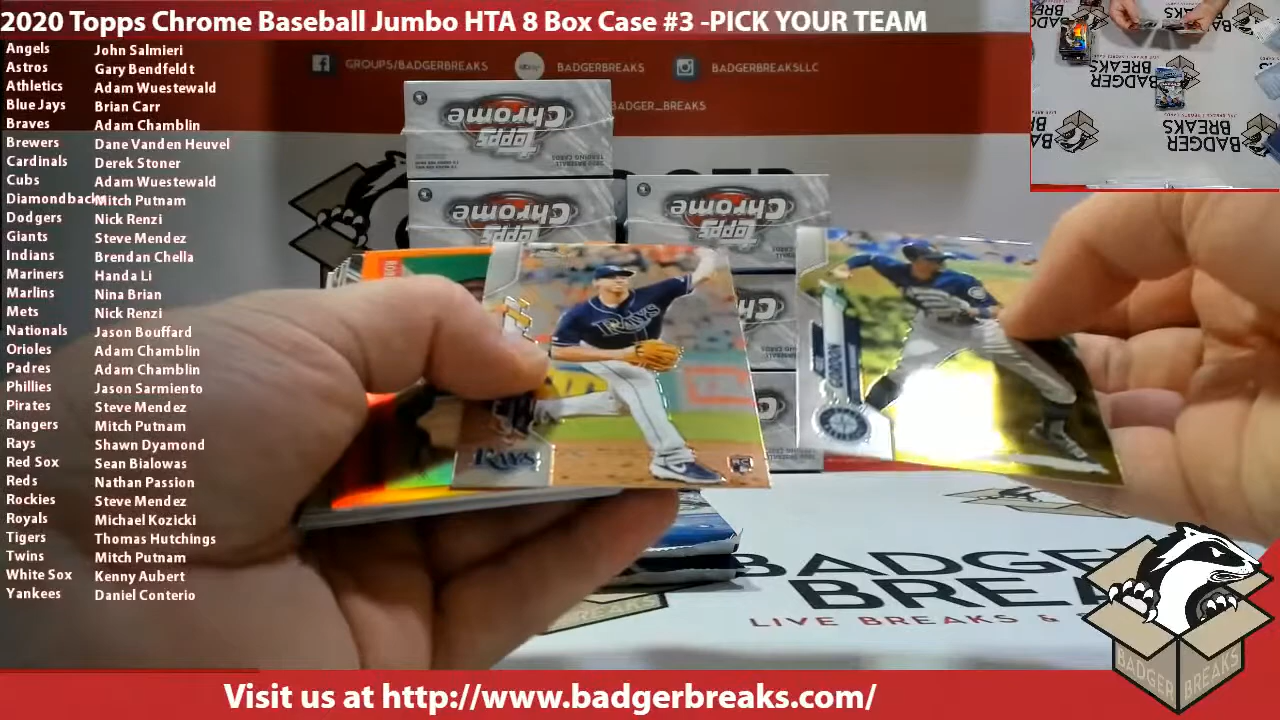 2020 Topps Chrome Baseball Jumbo HTA 8 Box Case #3 -PICK YOUR TEAM
Angels John Salmieri
Astros Gary Bendfeldt
Athletics Adam Wuestewald
Blue Jays Brian Carr
Braves Adam Chamblin
Brewers Dane Vanden Heuvel
Cardinals Derek Stoner
Cubs Adam Wuestewald
Diamondbacks Mitch Putnam
Dodgers Nick Renzi
Giants Steve Mendez
Indians Brendan Chella
Mariners Handa Li
Marlins Nina Brian
Mets Nick Renzi
Nationals Jason Bouffard
Orioles Adam Chamblin
Padres Adam Chamblin
Phillies Jason Sarmiento
Pirates Steve Mendez
Rangers Mitch Putnam
Rays Shawn Dyamond
Red Sox Sean Bialowas
Reds Nathan Passion
Rockies Steve Mendez
Royals Michael Kozicki
Tigers Thomas Hutchings
Twins Mitch Putnam
White Sox Kenny Aubert
Yankees Daniel Conterio
GROUPS/BADGERBREAKS
BADGERBREAKS
BADGERBREAKSLLC
BADGER_BREAKS
Topps
Chrome
Topps
Chrome
Topps
Chrome
RAYS
RAYS
GORDON
BADGER
BREAKS
BADGER
BREAKS
LIVE BREAKS &
BADGER
BREAKS
Visit us at http://www.badgerbreaks.com/